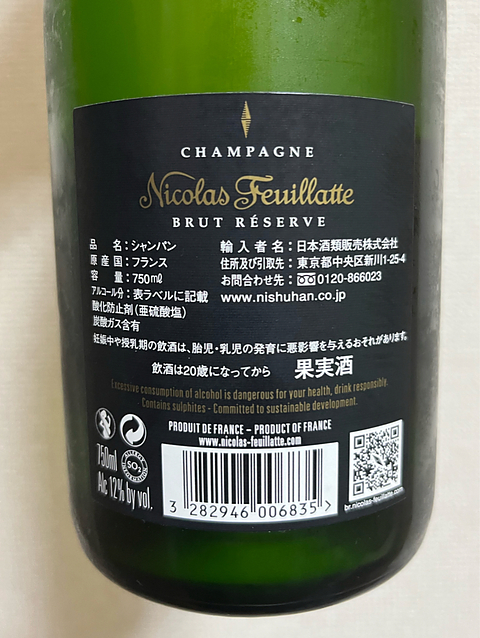 CHAMPAGNE
Nicolas Feuillatte
BRUT RÉSERVE
品 名：シャンパン
原 産 国：フランス
容 量：750mℓ
アルコール分：表ラベルに記載
酸化防止剤(亜硫酸塩)
炭酸ガス含有
輸 入 者 名：日本酒類販売株式会社
住所及び引取先：東京都中央区新川1-25-4
お問合わせ先：0120-866023
www.nishuhan.co.jp
妊娠中や授乳期の飲酒は、胎児・乳児の発育に悪影響を与えるおそれがあります。
飲酒は20歳になってから 果実酒
Excessive consumption of alcohol is dangerous for your health, drink responsibly.
Contains sulphites - Committed to sustainable development.
PRODUIT DE FRANCE - PRODUCT OF FRANCE
www.nicolas-feuillatte.com
750ml
Alc 12% by vol.
SO₂
3 282946 006835 >
br.nicolas-feuillatte.com